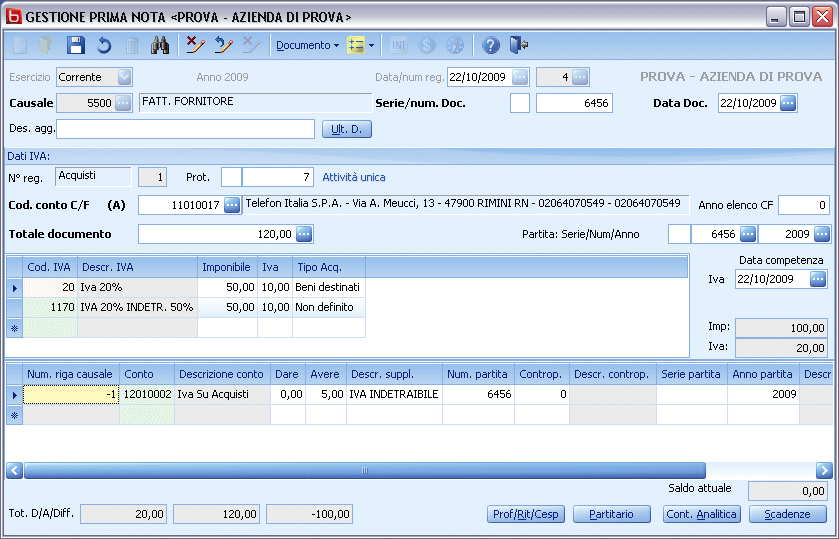 GESTIONE PRIMA NOTA <PROVA - AZIENDA DI PROVA>
Documento INT
Esercizio Corrente Anno 2009 Data/num reg. 22/10/2009 4 PROVA - AZIENDA DI PROVA
Causale 5500 FATT. FORNITORE Serie/num. Doc. 6456 Data Doc. 22/10/2009
Des. agg. Ult. D.
Dati IVA:
N° reg. Acquisti 1 Prot. 7 Attività unica
Cod. conto C/F (A) 11010017 Telefon Italia S.P.A. - Via A. Meucci, 13 - 47900 RIMINI RN - 02064070549 - 02064070549 Anno elenco CF 0
Totale documento 120,00 Partita: Serie/Num/Anno 6456 2009
Cod. IVA Descr. IVA Imponibile Iva Tipo Acq. Data competenza
20 Iva 20% 50,00 10,00 Beni destinati Iva 22/10/2009
1170 IVA 20% INDETR. 50% 50,00 10,00 Non definito
Imp: 100,00
Iva: 20,00
Num. riga causale Conto Descrizione conto Dare Avere Descr. suppl. Num. partita Controp. Descr. controp. Serie partita Anno partita Descr
-1 12010002 Iva Su Acquisti 0,00 5,00 IVA INDETRAIBILE 6456 0 2009
Saldo attuale 0,00
Tot. D/A/Diff. 20,00 120,00 -100,00 Prof/Rit/Cesp Partitario Cont. Analitica Scadenze